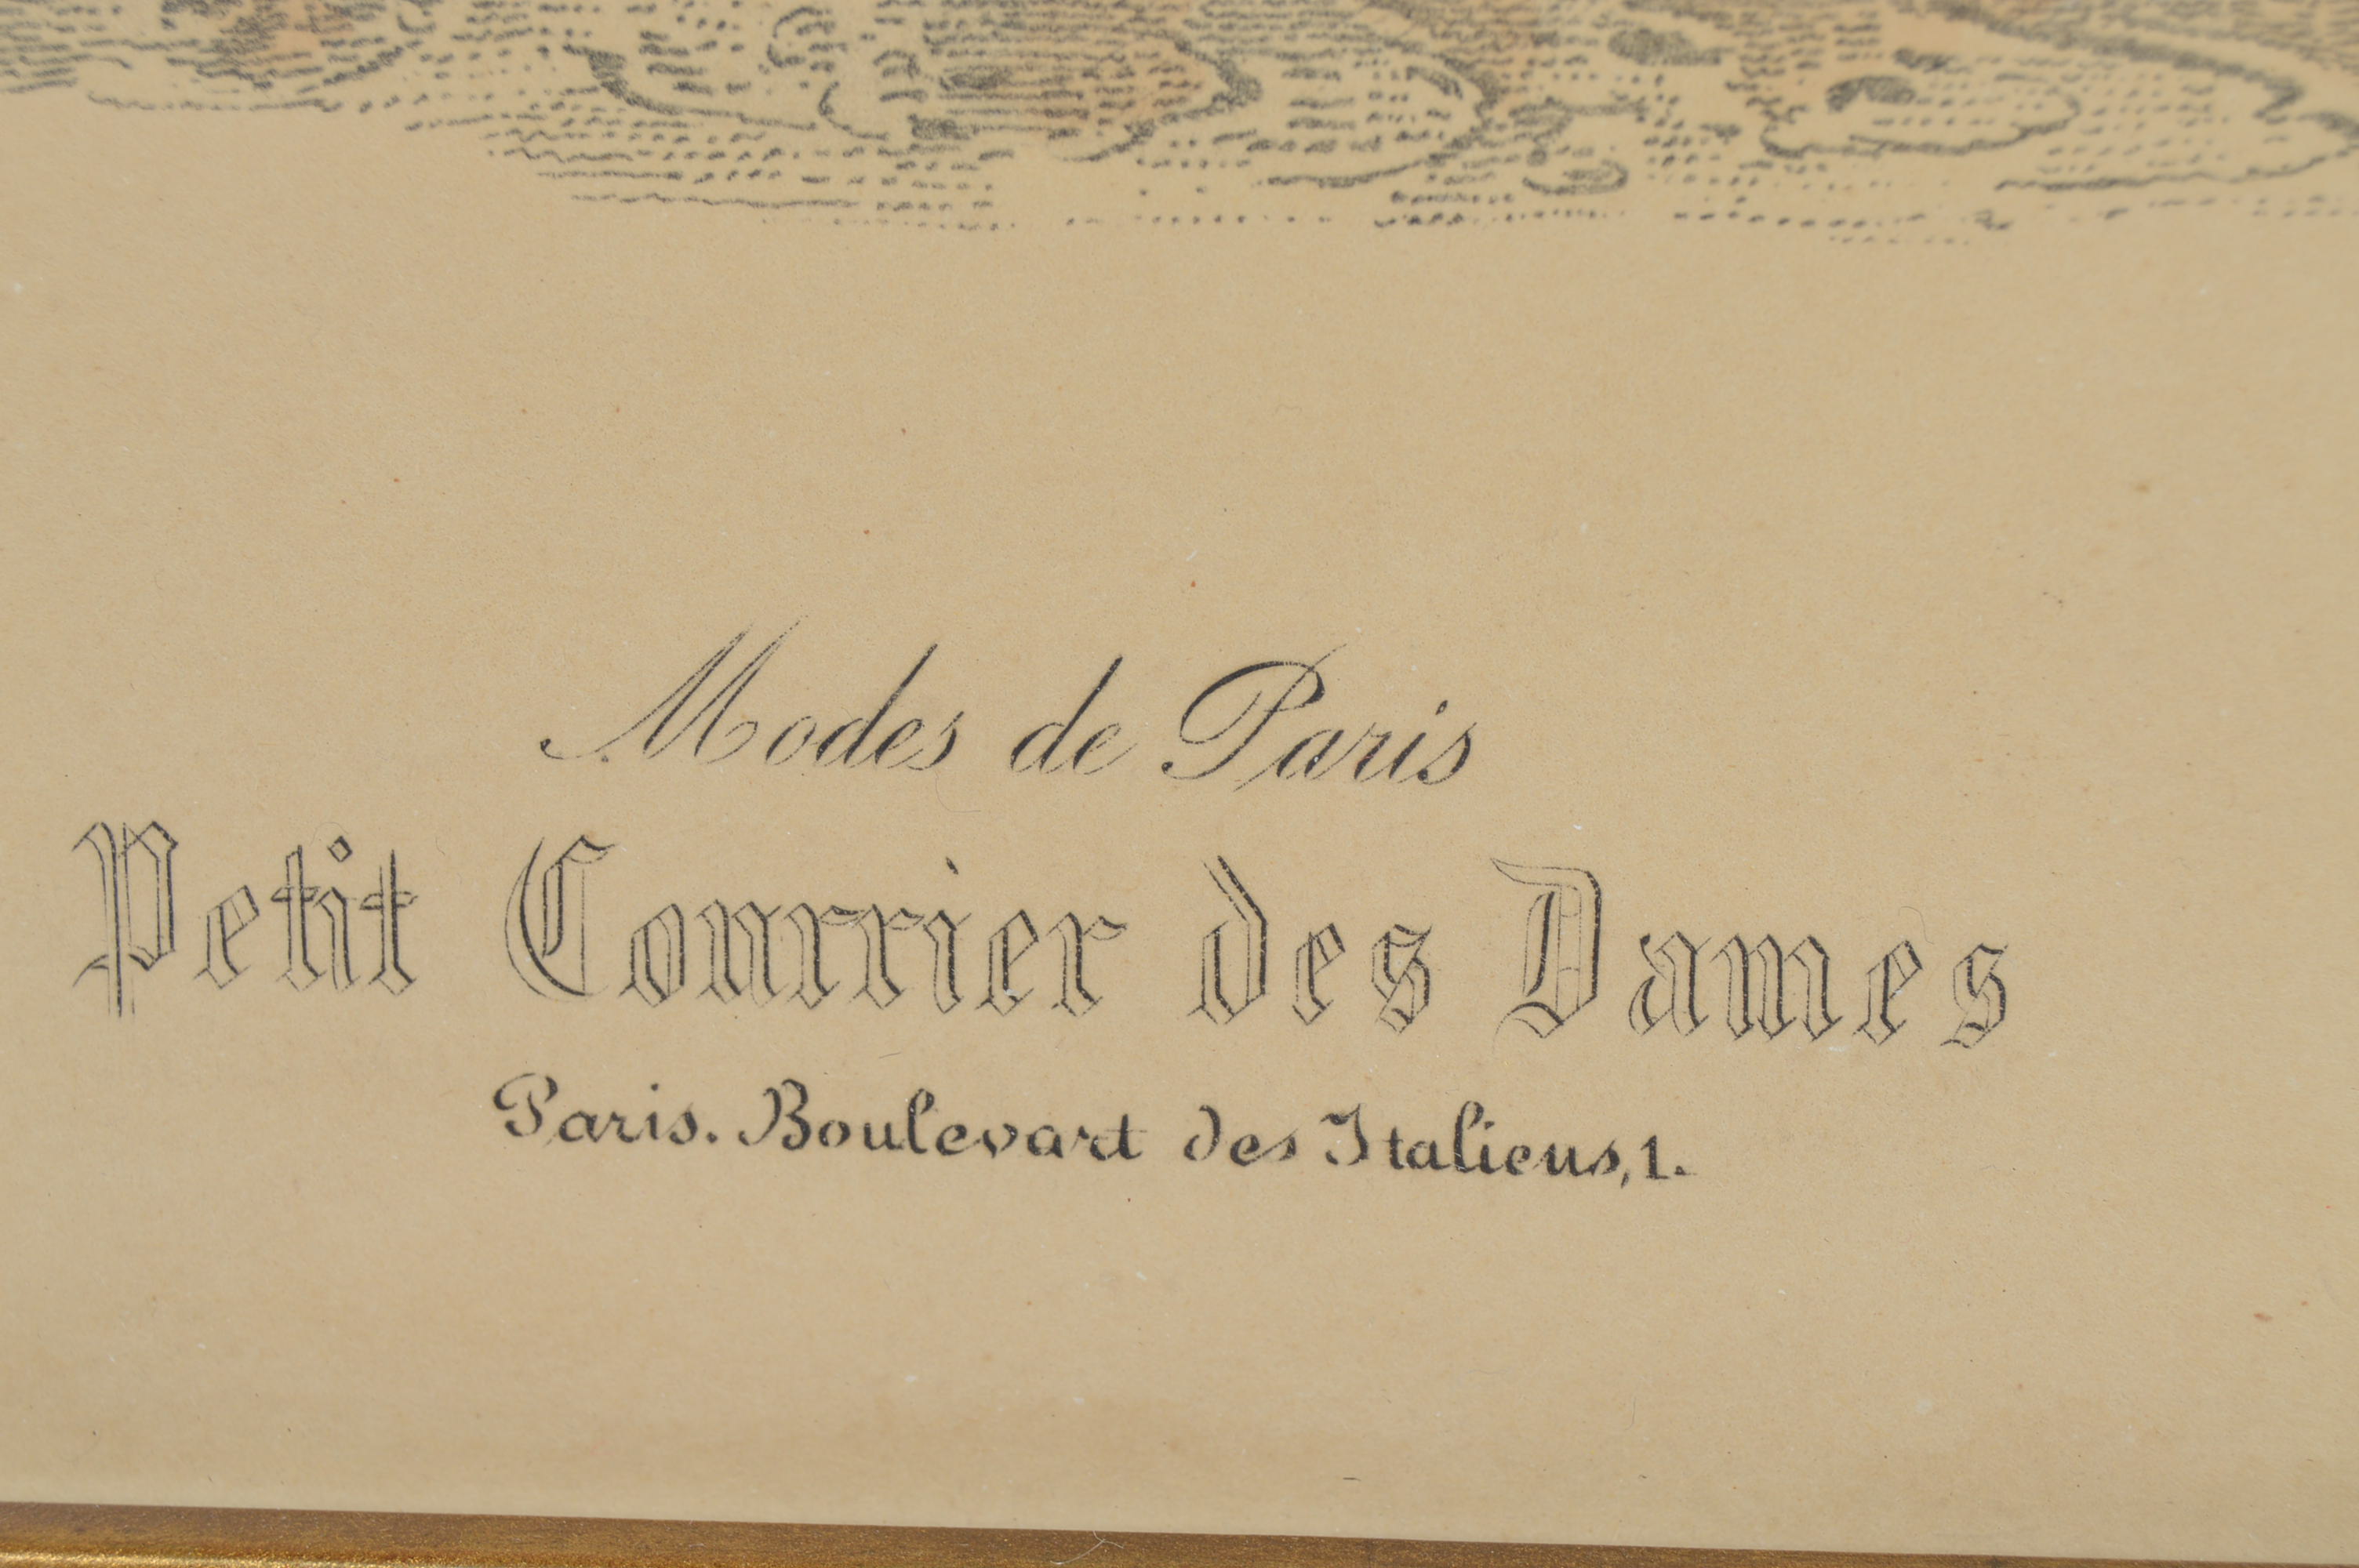 Modes de Paris
Petit Courrier des Dames
Paris. Boulevart des Italiens, 1.